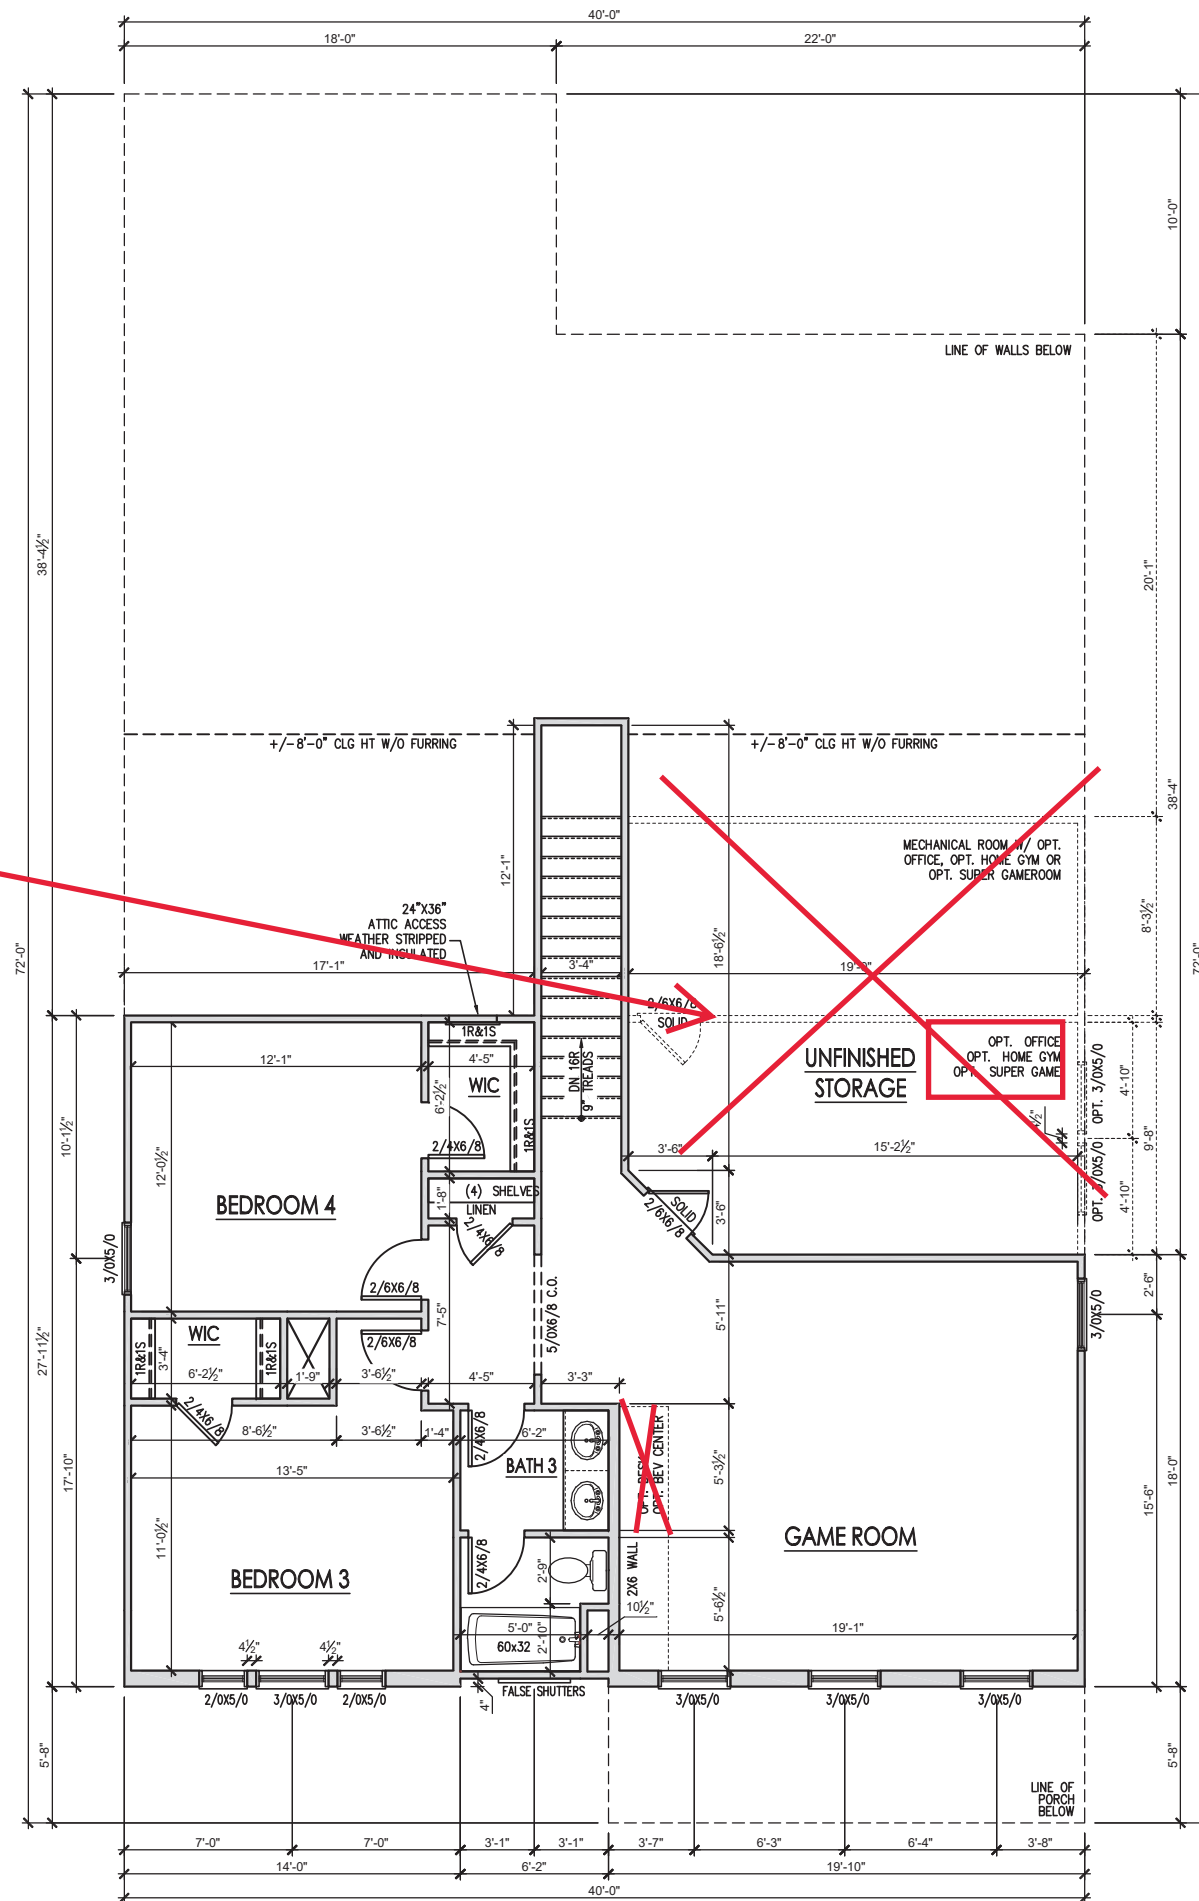 40'-0"
18'-0"
22'-0"
10'-0"
LINE OF WALLS BELOW
38'-4½"
20'-1"
+/-8'-0" CLG HT W/O FURRING
+/-8'-0" CLG HT W/O FURRING
38'-4"
MECHANICAL ROOM W/ OPT.
OFFICE, OPT. HOME GYM OR
OPT. SUPER GAMEROOM
12'-1"
24"X36"
ATTIC ACCESS
WEATHER STRIPPED
AND INSULATED
18'-6½"
8'-3½"
72'-0"
72'-0"
17'-1"
3'-4"
19'-0"
2/6X6/8
SOLID
1R&1S
OPT. OFFICE
OPT. HOME GYM
OPT. SUPER GAME
UNFINISHED
STORAGE
12'-1"
4'-5"
6'-2½"
WIC
DN 16R
9" TREADS
OPT. 3/0X5/0
4'-10"
9'-8"
10'-1½"
12'-0½"
2/4X6/8
1R&1S
3'-6"
15'-2½"
OPT. 3/0X5/0
4'-10"
BEDROOM 4
1'-8"
(4) SHELVES
LINEN
2/4X6/8
SOLID
2/6X6/8
3'-6"
3/0X5/0
2/6X6/8
7'-5"
5/0X6/8 C.O.
5'-11"
2'-6"
3/0X5/0
27'-11½"
1R&1S
3'-4"
WIC
1R&1S
2/6X6/8
6'-2½"
1'-9"
3'-6½"
4'-5"
3'-3"
2/4X6/8
8'-6½"
3'-6½"
1'-4"
2/4X6/8
6'-2"
BATH 3
OPT. DESK
OPT. BEV CENTER
5'-3½"
17'-10"
13'-5"
18'-0"
15'-6"
11'-0½"
GAME ROOM
BEDROOM 3
2/4X6/8
2'-9"
2X6 WALL
10½"
5'-6½"
5'-0"
60x32
2'-10"
19'-1"
4½"
4½"
2/0X5/0
3/0X5/0
2/0X5/0
4"
FALSE SHUTTERS
3/0X5/0
3/0X5/0
3/0X5/0
5'-8"
5'-8"
LINE OF
PORCH
BELOW
7'-0"
7'-0"
3'-1"
3'-1"
3'-7"
6'-3"
6'-4"
3'-8"
14'-0"
6'-2"
19'-10"
40'-0"